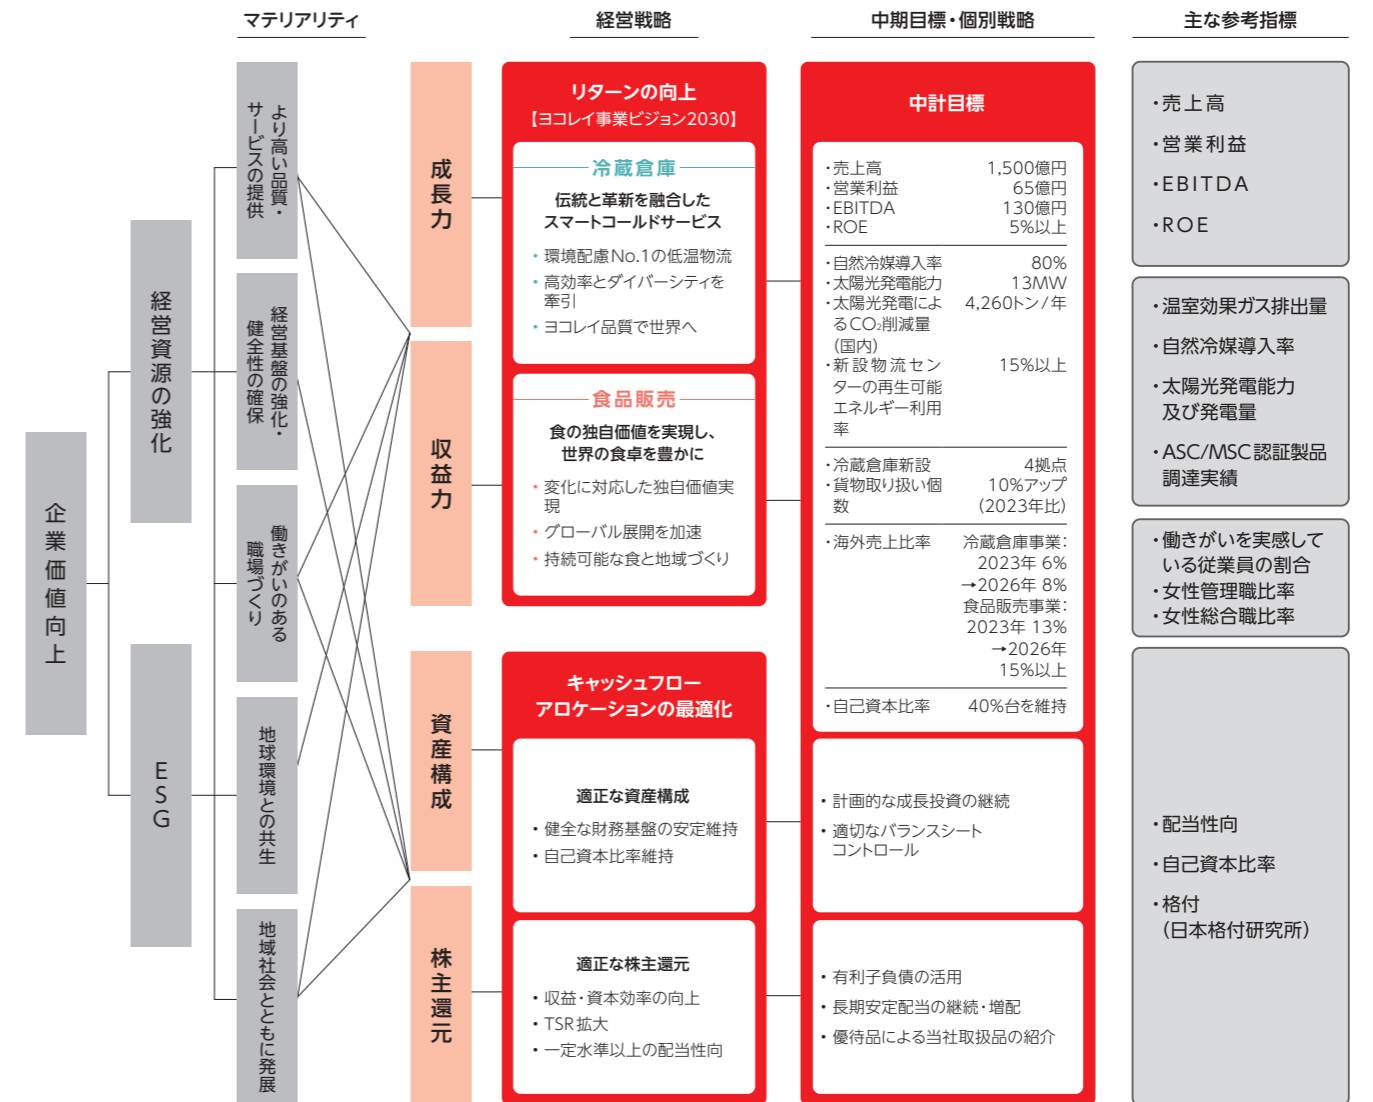 マテリアリティ
経営戦略
中期目標・個別戦略
主な参考指標
企業価値向上
経営資源の強化
ESG
より高い品質・
サービスの提供
経営基盤の強化・
健全性の確保
働きがいのある
職場づくり
地球環境との共生
地域社会とともに発展
成長力
収益力
資産構成
株主還元
リターンの向上
【ヨコレイ事業ビジョン2030】
冷蔵倉庫
伝統と革新を融合した
スマートコールドサービス
・環境配慮No.1の低温物流
・高効率とダイバーシティを
牽引
・ヨコレイ品質で世界へ
食品販売
食の独自価値を実現し、
世界の食卓を豊かに
・変化に対応した独自価値実
現
・グローバル展開を加速
・持続可能な食と地域づくり
キャッシュフロー
アロケーションの最適化
適正な資産構成
・健全な財務基盤の安定維持
・自己資本比率維持
適正な株主還元
・収益・資本効率の向上
・TSR拡大
・一定水準以上の配当性向
中計目標
・売上高 1,500億円
・営業利益 65億円
・EBITDA 130億円
・ROE 5%以上
・自然冷媒導入率 80%
・太陽光発電能力 13MW
・太陽光発電によ 4,260トン/年
るCO₂削減量
(国内)
・新設物流セン 15%以上
ターの再生可能
エネルギー利用
率
・冷蔵倉庫新設 4拠点
・貨物取り扱い個 10%アップ
数 (2023年比)
・海外売上比率 冷蔵倉庫事業:
2023年 6%
→2026年 8%
食品販売事業:
2023年 13%
→2026年
15%以上
・自己資本比率 40%台を維持
・計画的な成長投資の継続
・適切なバランスシート
コントロール
・有利子負債の活用
・長期安定配当の継続・増配
・優待品による当社取扱品の紹介
・売上高
・営業利益
・EBITDA
・ROE
・温室効果ガス排出量
・自然冷媒導入率
・太陽光発電能力
及び発電量
・ASC/MSC認証製品
調達実績
・働きがいを実感して
いる従業員の割合
・女性管理職比率
・女性総合職比率
・配当性向
・自己資本比率
・格付
(日本格付研究所)